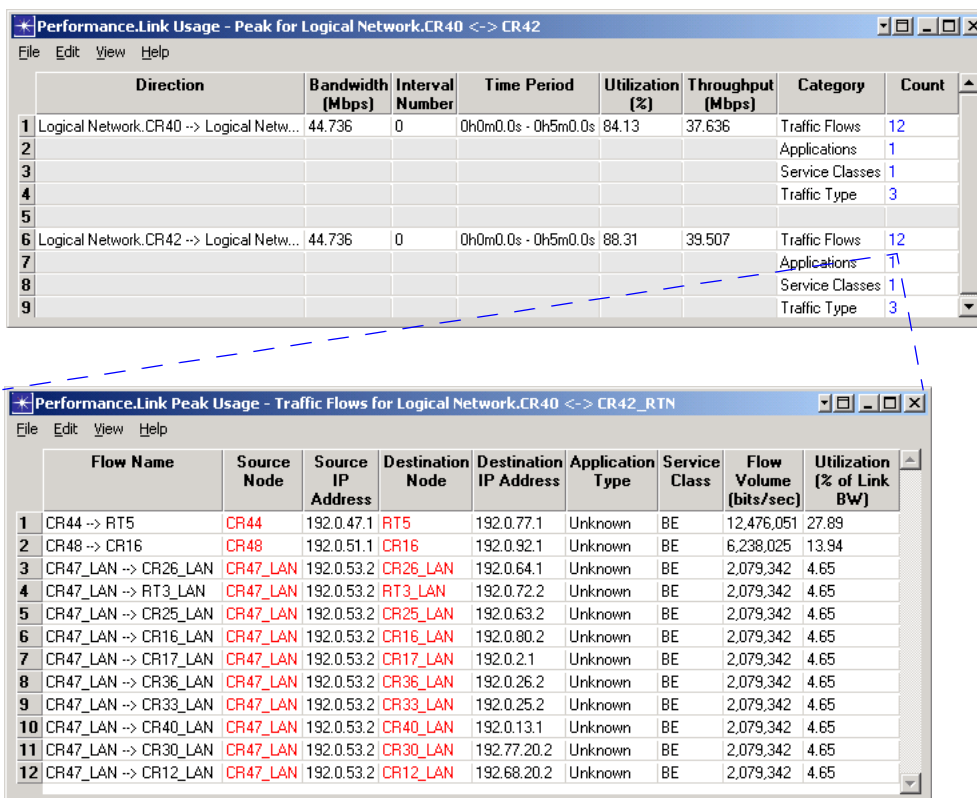 Performance.Link Usage - Peak for Logical Network.CR40 <-> CR42
File Edit View Help
Direction Bandwidth (Mbps) Interval Number Time Period Utilization (%) Throughput (Mbps) Category Count
1 Logical Network.CR40 --> Logical Netw... 44.736 0 0h0m0.0s - 0h5m0.0s 84.13 37.636 Traffic Flows 12
2 Applications 1
3 Service Classes 1
4 Traffic Type 3
5
6 Logical Network.CR42 --> Logical Netw... 44.736 0 0h0m0.0s - 0h5m0.0s 88.31 39.507 Traffic Flows 12
7 Applications 1
8 Service Classes 1
9 Traffic Type 3
Performance.Link Peak Usage - Traffic Flows for Logical Network.CR40 <-> CR42_RTN
File Edit View Help
Flow Name Source Node Source IP Address Destination Node Destination IP Address Application Type Service Class Flow Volume (bits/sec) Utilization (% of Link BW)
1 CR44 --> RT5 CR44 192.0.47.1 RT5 192.0.77.1 Unknown BE 12,476,051 27.89
2 CR48 --> CR16 CR48 192.0.51.1 CR16 192.0.92.1 Unknown BE 6,238,025 13.94
3 CR47_LAN --> CR26_LAN CR47_LAN 192.0.53.2 CR26_LAN 192.0.64.1 Unknown BE 2,079,342 4.65
4 CR47_LAN --> RT3_LAN CR47_LAN 192.0.53.2 RT3_LAN 192.0.72.2 Unknown BE 2,079,342 4.65
5 CR47_LAN --> CR25_LAN CR47_LAN 192.0.53.2 CR25_LAN 192.0.63.2 Unknown BE 2,079,342 4.65
6 CR47_LAN --> CR16_LAN CR47_LAN 192.0.53.2 CR16_LAN 192.0.80.2 Unknown BE 2,079,342 4.65
7 CR47_LAN --> CR17_LAN CR47_LAN 192.0.53.2 CR17_LAN 192.0.2.1 Unknown BE 2,079,342 4.65
8 CR47_LAN --> CR36_LAN CR47_LAN 192.0.53.2 CR36_LAN 192.0.26.2 Unknown BE 2,079,342 4.65
9 CR47_LAN --> CR33_LAN CR47_LAN 192.0.53.2 CR33_LAN 192.0.25.2 Unknown BE 2,079,342 4.65
10 CR47_LAN --> CR40_LAN CR47_LAN 192.0.53.2 CR40_LAN 192.0.13.1 Unknown BE 2,079,342 4.65
11 CR47_LAN --> CR30_LAN CR47_LAN 192.0.53.2 CR30_LAN 192.77.20.2 Unknown BE 2,079,342 4.65
12 CR47_LAN --> CR12_LAN CR47_LAN 192.0.53.2 CR12_LAN 192.68.20.2 Unknown BE 2,079,342 4.65